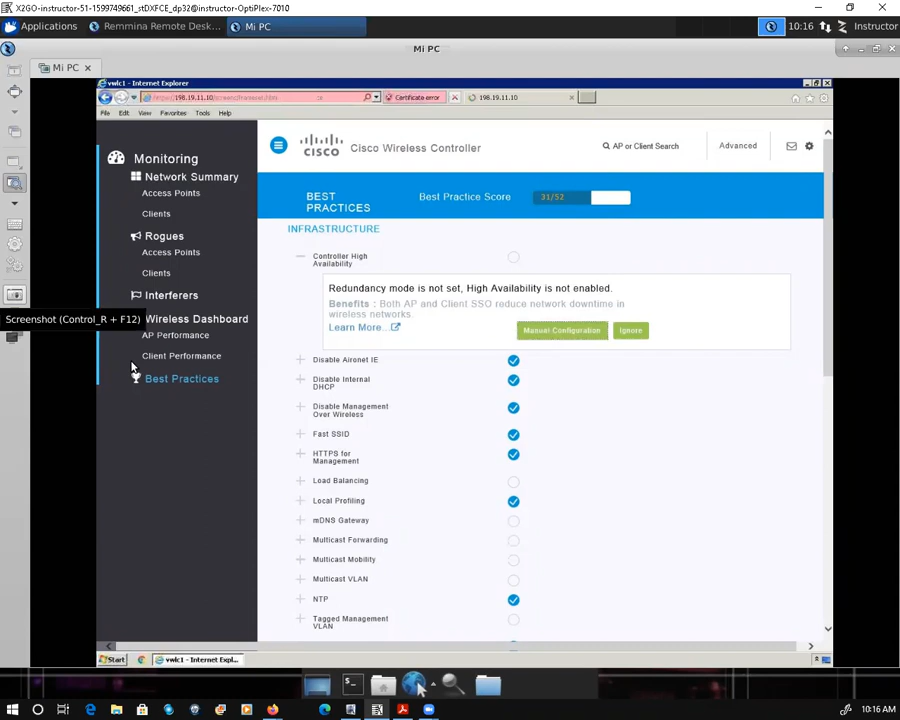 X2GO-instructor-51-1599749661_stDXFCE_dp32@instructor-OptiPlex-7010
Applications
Remmina Remote Desk...
Mi PC
10:16
Instructor
Mi PC
Mi PC
vwlc1 - Internet Explorer
Certificate error
198.19.11.10
File Edit View Favorites Tools Help
Monitoring
Network Summary
Access Points
Clients
Rogues
Access Points
Clients
Interferers
Screenshot (Control_R + F12)
Wireless Dashboard
AP Performance
Client Performance
Best Practices
CISCO
Cisco Wireless Controller
AP or Client Search
Advanced
BEST
PRACTICES
Best Practice Score
31/52
INFRASTRUCTURE
Controller High
Availability
Redundancy mode is not set, High Availability is not enabled.
Benefits : Both AP and Client SSO reduce network downtime in
wireless networks.
Learn More...
Manual Configuration
Ignore
Disable Aironet IE
Disable Internal
DHCP
Disable Management
Over Wireless
Fast SSID
HTTPS for
Management
Load Balancing
Local Profiling
mDNS Gateway
Multicast Forwarding
Multicast Mobility
Multicast VLAN
NTP
Tagged Management
VLAN
Start
vwlc1 - Internet Expl...
10:16 AM